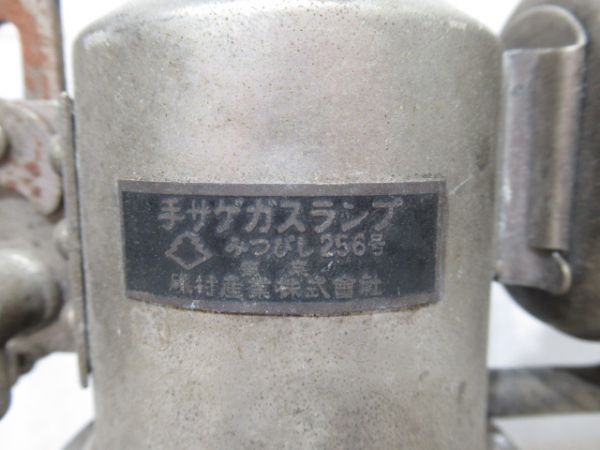 手サゲガスランプ
みつびし256号
村産業株式會社